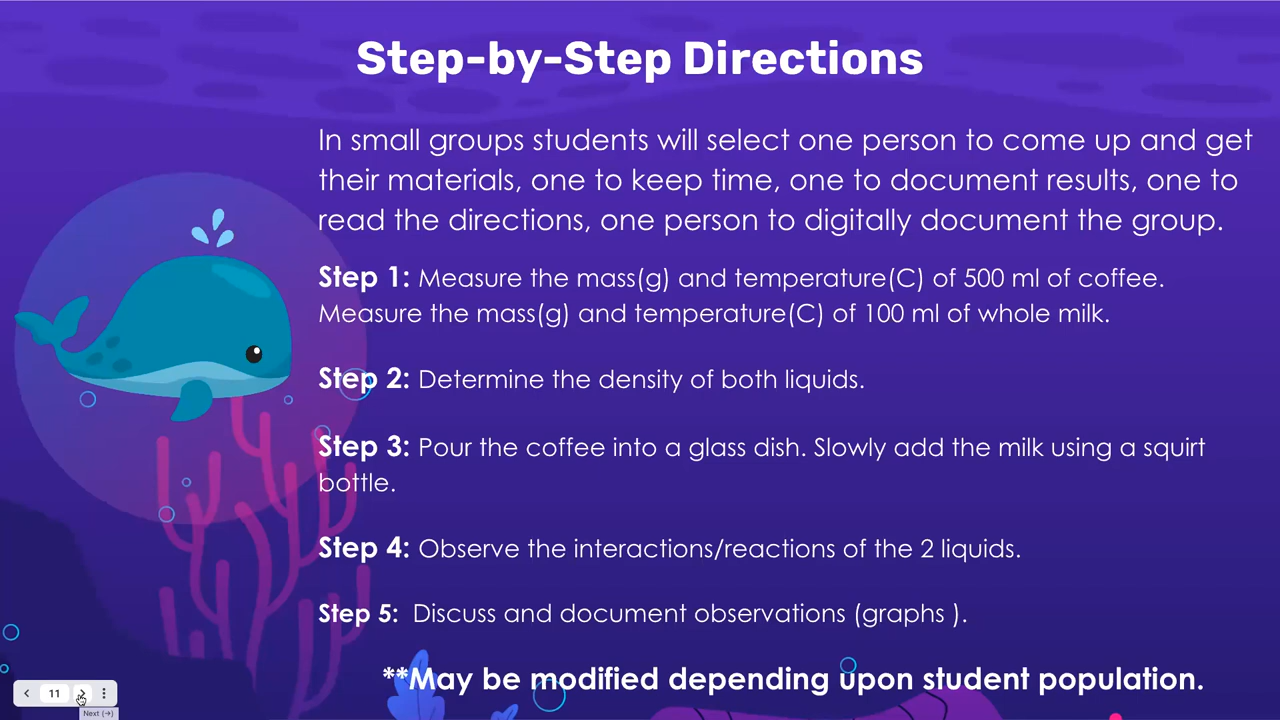 Step-by-Step Directions
In small groups students will select one person to come up and get
their materials, one to keep time, one to document results, one to
read the directions, one person to digitally document the group.
Step 1: Measure the mass(g) and temperature(C) of 500 ml of coffee.
Measure the mass(g) and temperature(C) of 100 ml of whole milk.
Step 2: Determine the density of both liquids.
Step 3: Pour the coffee into a glass dish. Slowly add the milk using a squirt
bottle.
Step 4: Observe the interactions/reactions of the 2 liquids.
Step 5: Discuss and document observations (graphs ).
**May be modified depending upon student population.
11
Next (→)